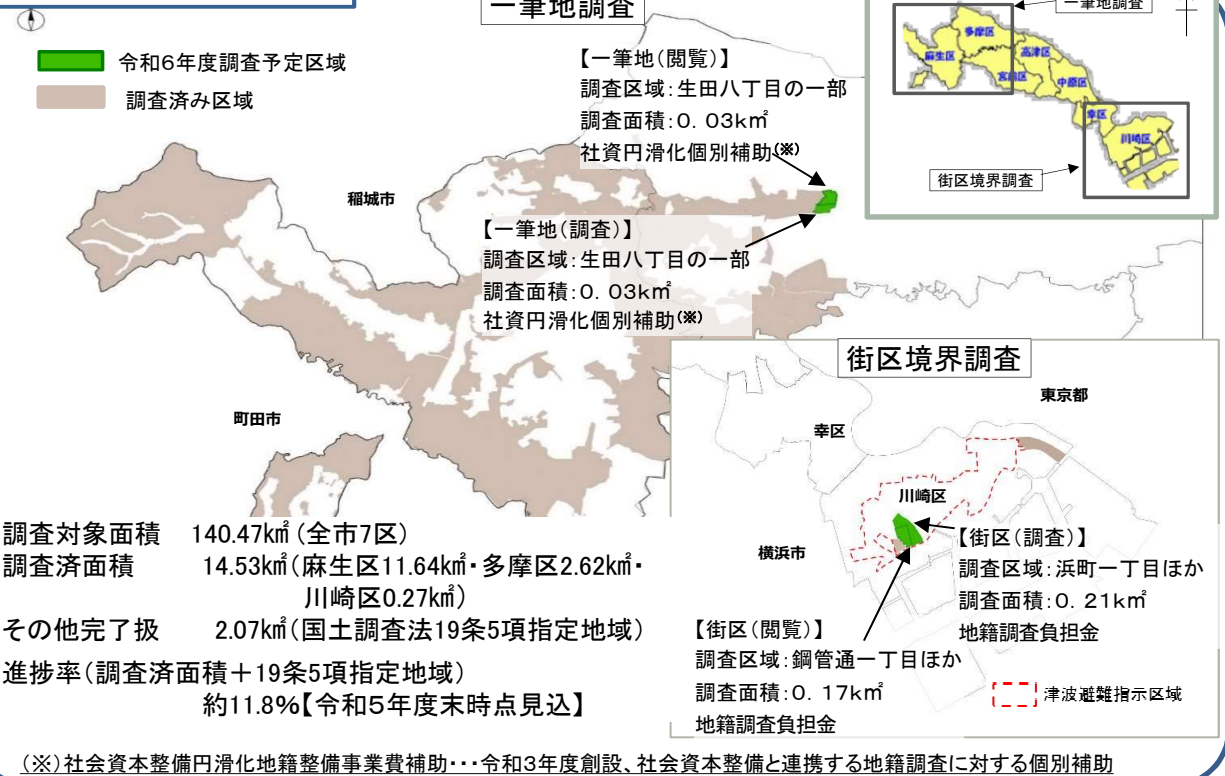 一筆地調査
令和6年度調査予定区域
調査済み区域
【一筆地(閲覧)】
調査区域:生田八丁目の一部
調査面積:0.03k㎡
社資円滑化個別補助(※)
【一筆地(調査)】
調査区域:生田八丁目の一部
調査面積:0.03k㎡
社資円滑化個別補助(※)
稲城市
町田市
一筆地調査
多摩区
麻生区
高津区
宮前区
中原区
幸区
川崎区
街区境界調査
街区境界調査
東京都
幸区
川崎区
横浜市
【街区(調査)】
調査区域:浜町一丁目ほか
調査面積:0.21k㎡
地籍調査負担金
【街区(閲覧)】
調査区域:鋼管通一丁目ほか
調査面積:0.17k㎡
地籍調査負担金
津波避難指示区域
調査対象面積 140.47㎢(全市7区)
調査済面積 14.53㎢(麻生区11.64㎢・多摩区2.62㎢・
川崎区0.27㎢)
その他完了扱 2.07㎢(国土調査法19条5項指定地域)
進捗率(調査済面積+19条5項指定地域)
約11.8%【令和5年度末時点見込】
(※)社会資本整備円滑化地籍整備事業費補助・・・令和3年度創設、社会資本整備と連携する地籍調査に対する個別補助